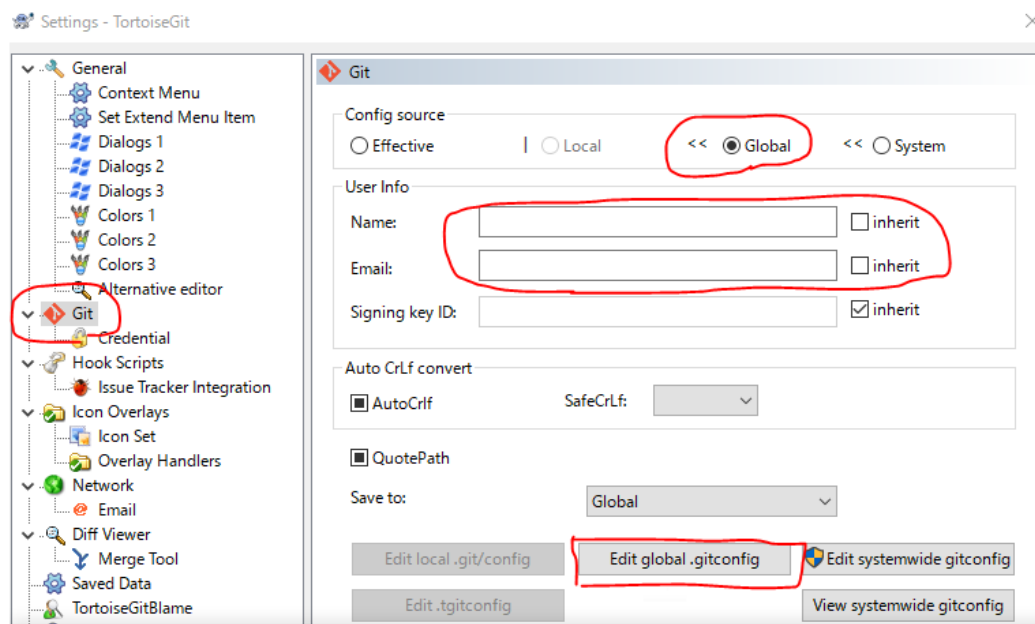 Settings - TortoiseGit
General
Context Menu
Set Extend Menu Item
Dialogs 1
Dialogs 2
Dialogs 3
Colors 1
Colors 2
Colors 3
Alternative editor
Git
Credential
Hook Scripts
Issue Tracker Integration
Icon Overlays
Icon Set
Overlay Handlers
Network
Email
Diff Viewer
Merge Tool
Saved Data
TortoiseGitBlame
Git
Config source
Effective | Local << Global << System
User Info
Name: inherit
Email: inherit
Signing key ID: inherit
Auto CrLf convert
AutoCrlf SafeCrLf:
QuotePath
Save to: Global
Edit local .git/config Edit global .gitconfig Edit systemwide gitconfig
Edit .tgitconfig View systemwide gitconfig